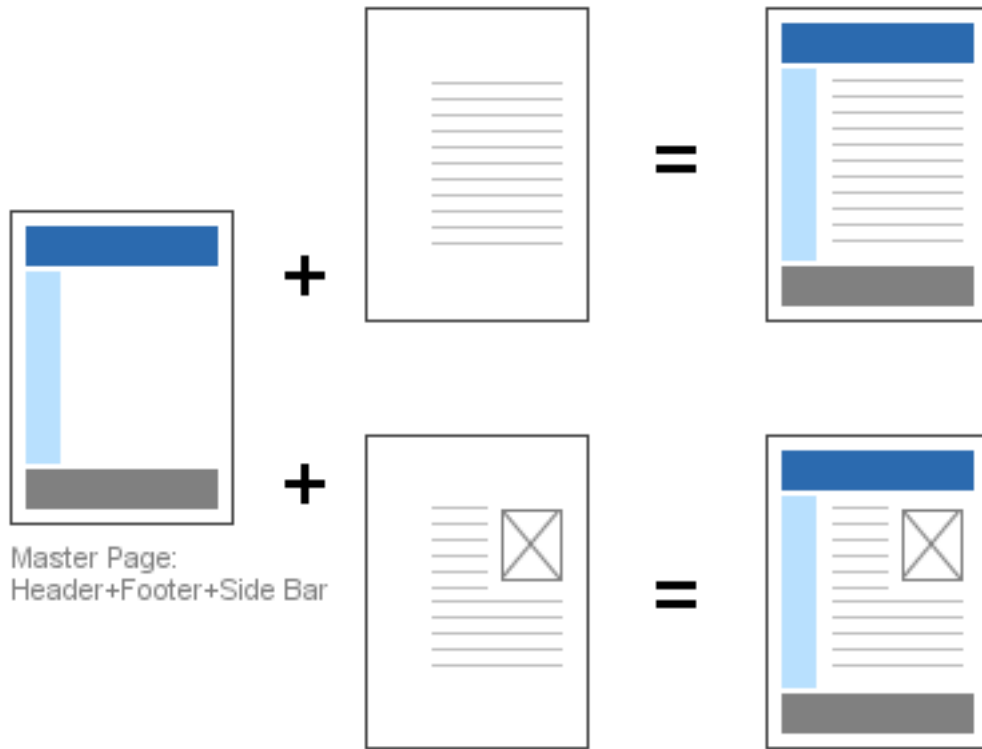 +
=
+
Master Page:
Header+Footer+Side Bar
=